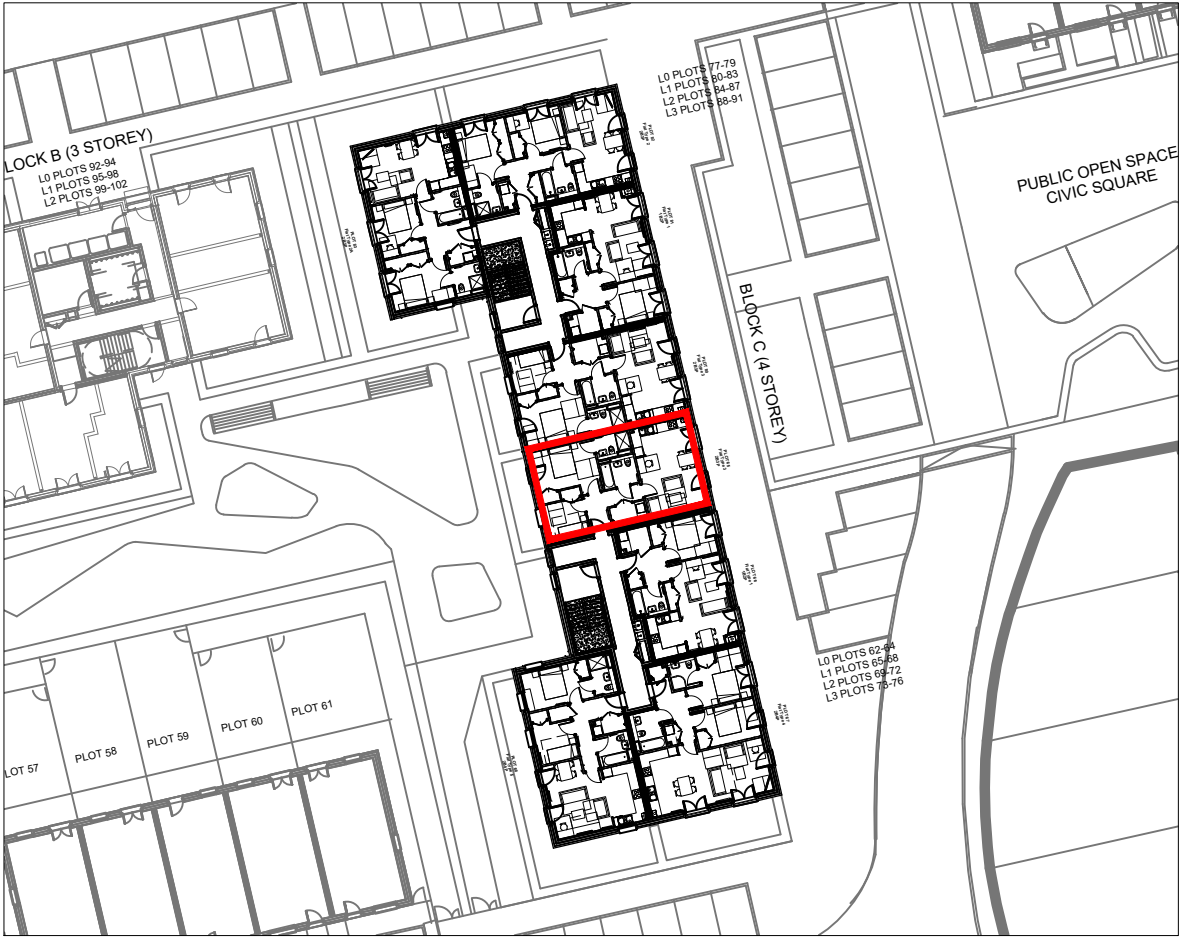 L0 PLOTS 77-79
L1 PLOTS 80-83
L2 PLOTS 84-87
L3 PLOTS 88-91
LOCK B (3 STOREY)
L0 PLOTS 92-94
L1 PLOTS 95-98
L2 PLOTS 99-102
PUBLIC OPEN SPACE
CIVIC SQUARE
BLOCK C (4 STOREY)
L0 PLOTS 62-64
L1 PLOTS 65-68
L2 PLOTS 69-72
L3 PLOTS 73-76
LOT 57
PLOT 58
PLOT 59
PLOT 60
PLOT 61